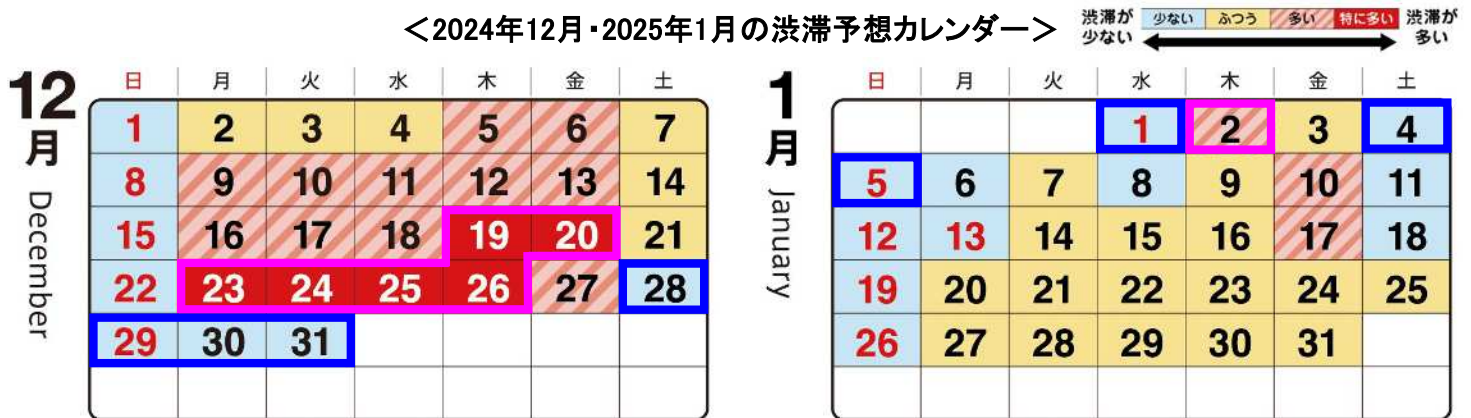 ＜2024年12月・2025年1月の渋滞予想カレンダー＞
渋滞が少ない 少ない ふつう 多い 特に多い 渋滞が多い
12月 December
日 月 火 水 木 金 土
1 2 3 4 5 6 7
8 9 10 11 12 13 14
15 16 17 18 19 20 21
22 23 24 25 26 27 28
29 30 31
1月 January
日 月 火 水 木 金 土
1 2 3 4
5 6 7 8 9 10 11
12 13 14 15 16 17 18
19 20 21 22 23 24 25
26 27 28 29 30 31